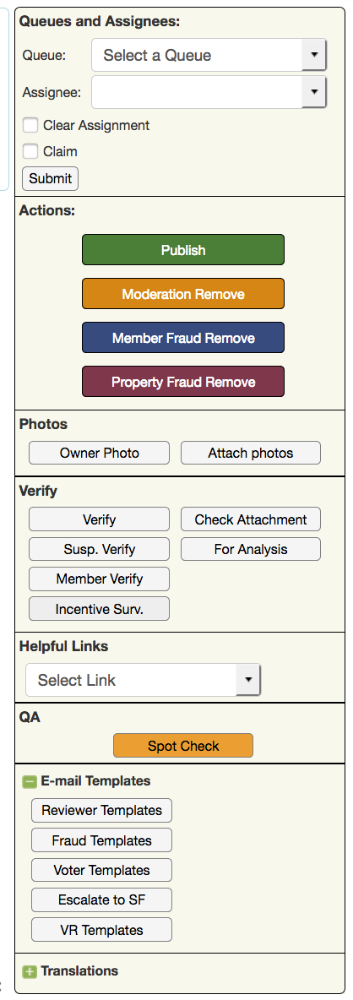 Queues and Assignees:
Queue: Select a Queue
Assignee:
Clear Assignment
Claim
Submit
Actions:
Publish
Moderation Remove
Member Fraud Remove
Property Fraud Remove
Photos
Owner Photo Attach photos
Verify
Verify Check Attachment
Susp. Verify For Analysis
Member Verify
Incentive Surv.
Helpful Links
Select Link
QA
Spot Check
E-mail Templates
Reviewer Templates
Fraud Templates
Voter Templates
Escalate to SF
VR Templates
Translations